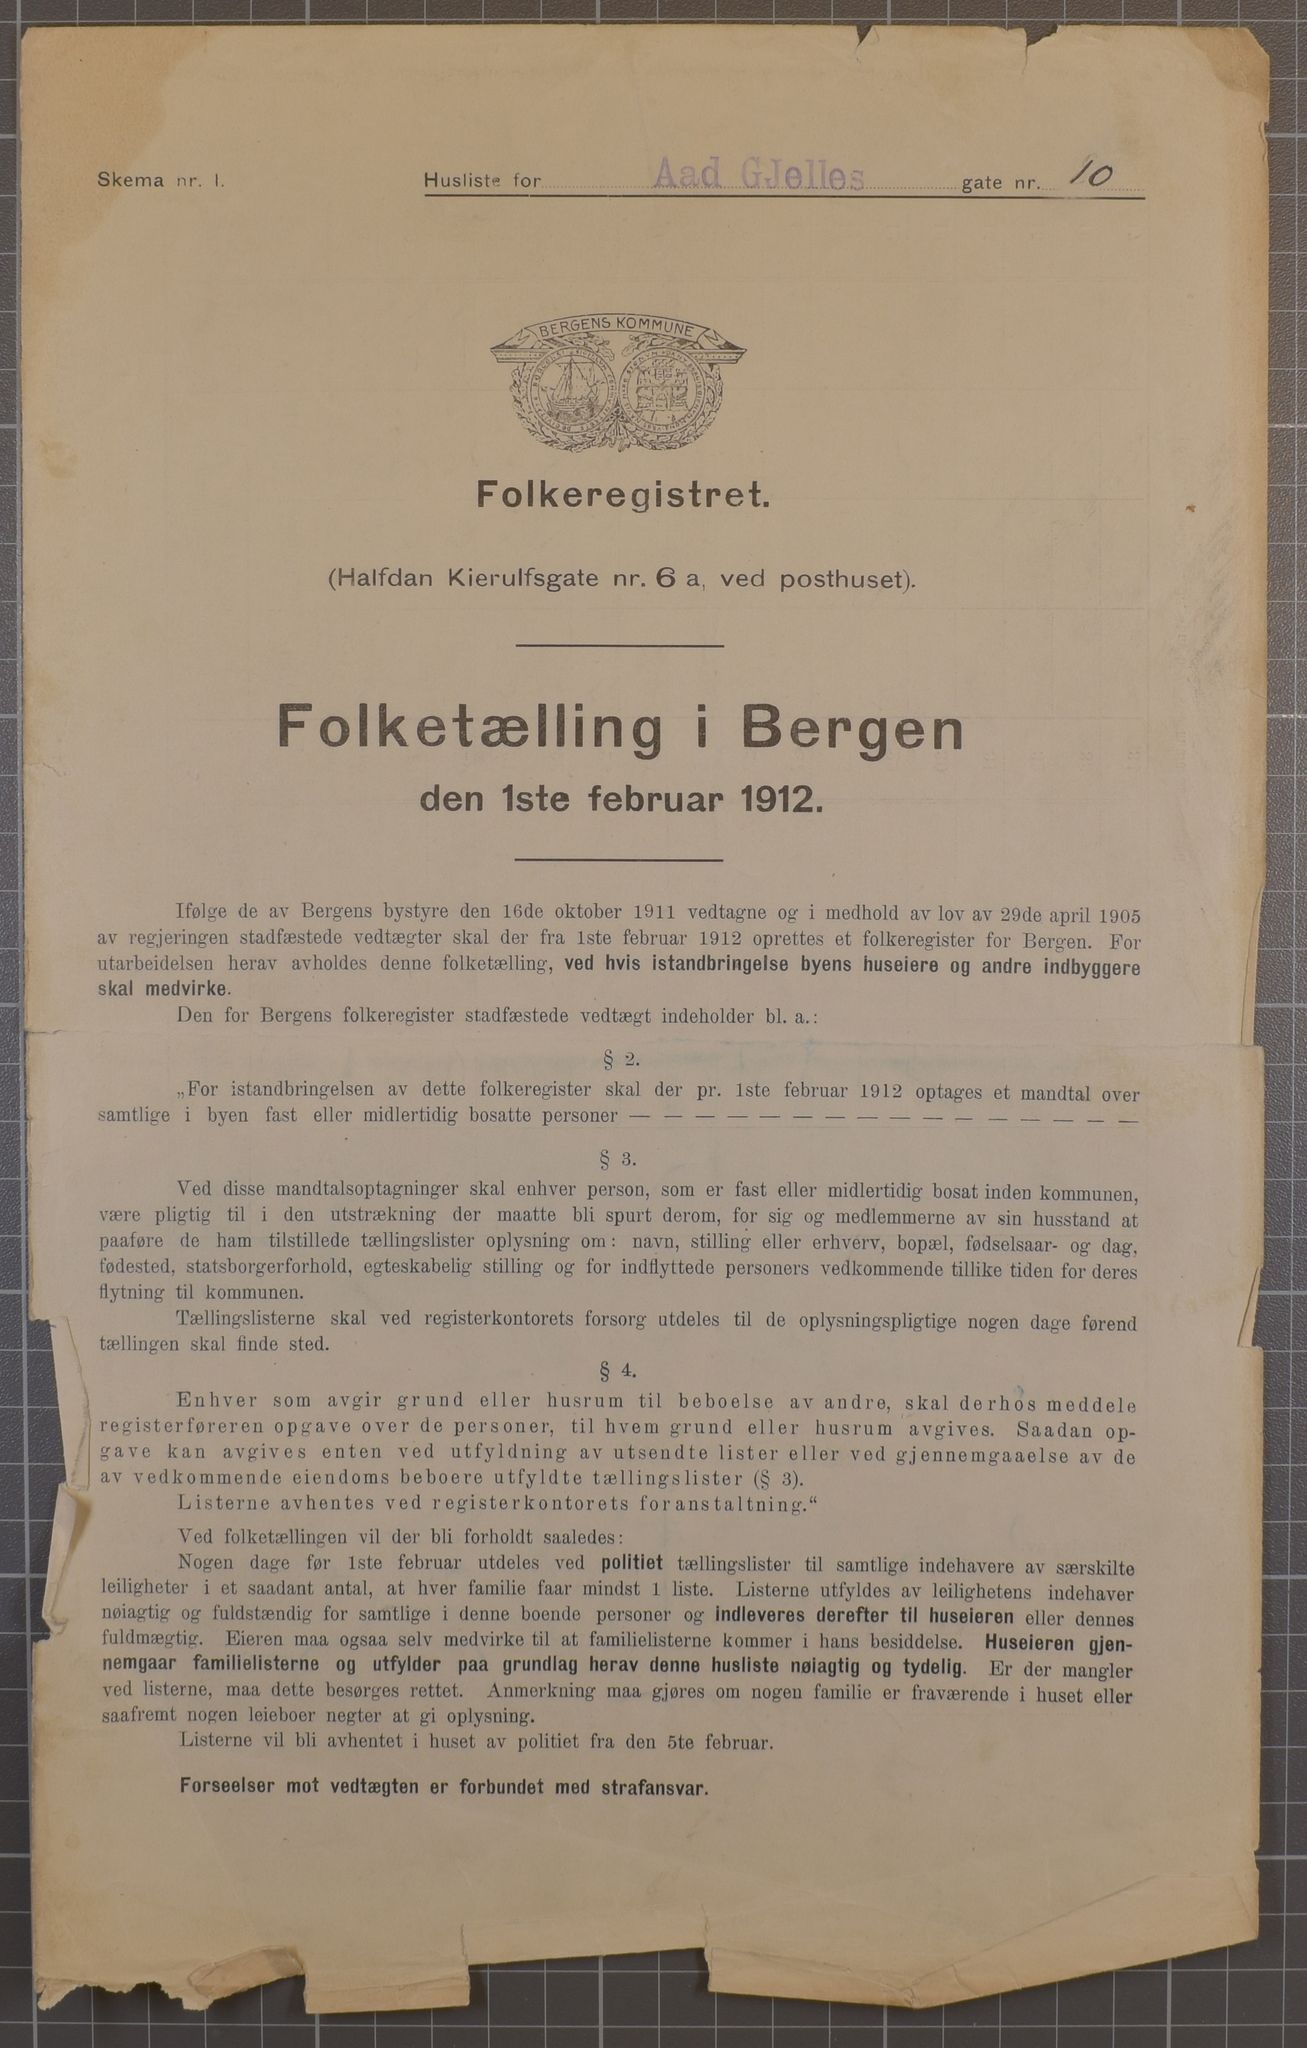 Skema nr. 1.
Husliste for Aad GJelles gate nr. 10
BERGENS KOMMUNE
Folkeregistret.
(Halfdan Kierulfsgate nr. 6 a, ved posthuset).
Folketælling i Bergen
den 1ste februar 1912.
Ifølge de av Bergens bystyre den 16de oktober 1911 vedtagne og i medhold av lov av 29de april 1905
av regjeringen stadfæstede vedtægter skal der fra 1ste februar 1912 oprettes et folkeregister for Bergen. For
utarbeidelsen herav avholdes denne folketælling, ved hvis istandbringelse byens huseiere og andre indbyggere
skal medvirke.
Den for Bergens folkeregister stadfæstede vedtægt indeholder bl. a.:
§ 2.
„For istandbringelsen av dette folkeregister skal der pr. 1ste februar 1912 optages et mandtal over
samtlige i byen fast eller midlertidig bosatte personer — — — — — — — — — — — — — —
§ 3.
Ved disse mandtalsoptagninger skal enhver person, som er fast eller midlertidig bosat inden kommunen,
være pligtig til i den utstrækning der maatte bli spurt derom, for sig og medlemmerne av sin husstand at
paaføre de ham tilstillede tællingslister oplysning om: navn, stilling eller erhverv, bopæl, fødselsaar- og dag,
fødested, statsborgerforhold, egteskabelig stilling og for indflyttede personers vedkommende tillike tiden for deres
flytning til kommunen.
Tællingslisterne skal ved registerkontorets forsorg utdeles til de oplysningspligtige nogen dage førend
tællingen skal finde sted.
§ 4.
Enhver som avgir grund eller husrum til beboelse av andre, skal derhos meddele
registerføreren opgave over de personer, til hvem grund eller husrum avgives. Saadan op-
gave kan avgives enten ved utfyldning av utsendte lister eller ved gjennemgaaelse av de
av vedkommende eiendoms beboere utfyldte tællingslister (§ 3).
Listerne avhentes ved registerkontorets foranstaltning.“
Ved folketællingen vil der bli forholdt saaledes:
Nogen dage før 1ste februar utdeles ved politiet tællingslister til samtlige indehavere av særskilte
leiligheter i et saadant antal, at hver familie faar mindst 1 liste. Listerne utfyldes av leilighetens indehaver
nøiagtig og fuldstændig for samtlige i denne boende personer og indleveres derefter til huseieren eller dennes
fuldmægtig. Eieren maa ogsaa selv medvirke til at familielisterne kommer i hans besiddelse. Huseieren gjen-
nemgaar familielisterne og utfylder paa grundlag herav denne husliste nøiagtig og tydelig. Er der mangler
ved listerne, maa dette besørges rettet. Anmerkning maa gjøres om nogen familie er fraværende i huset eller
saafremt nogen leieboer negter at gi oplysning.
Listerne vil bli avhentet i huset av politiet fra den 5te februar.
Forseelser mot vedtægten er forbundet med strafansvar.